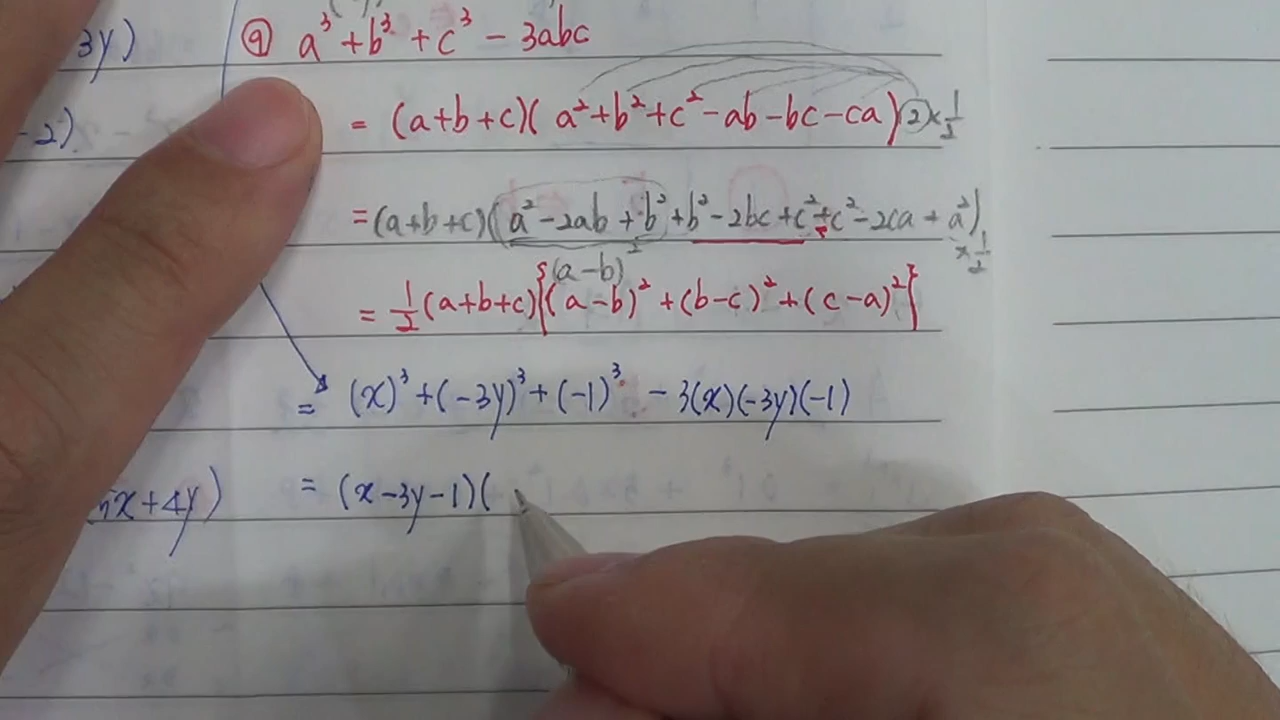 3y)
⑨ a³ + b³ + c³ - 3abc
-2)
= (a+b+c)(a²+b²+c²-ab-bc-ca)②×1/2
= (a+b+c)(a²-2ab+b²+b²-2bc+c²+c²-2ca+a²)×1/2
(a-b)²
= 1/2(a+b+c){(a-b)²+(b-c)²+(c-a)²}
= (x)³+(-3y)³+(-1)³ - 3(x)(-3y)(-1)
x+4y)
= (x-3y-1)(